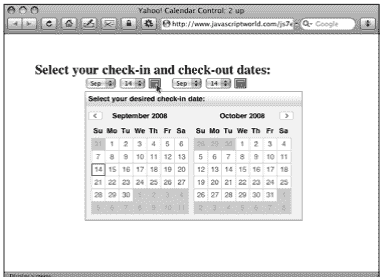 Yahoo! Calendar Control: 2 up
http://www.javascriptworld.com/js7e
Google
Select your check-in and check-out dates:
Sep 14 Sep 14
Select your desired check-in date:
September 2008 October 2008
Su Mo Tu We Th Fr Sa Su Mo Tu We Th Fr Sa
31 1 2 3 4 5 6 1 2 3 4
7 8 9 10 11 12 13 5 6 7 8 9 10 11
14 15 16 17 18 19 20 12 13 14 15 16 17 18
21 22 23 24 25 26 27 19 20 21 22 23 24 25
28 29 30 26 27 28 29 30 31